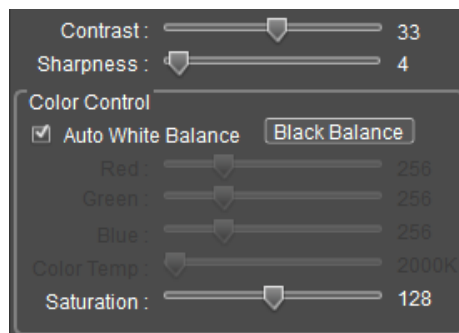 Contrast : 33
Sharpness : 4
Color Control
Auto White Balance Black Balance
Red : 256
Green : 256
Blue : 256
Color Temp : 2000K
Saturation : 128